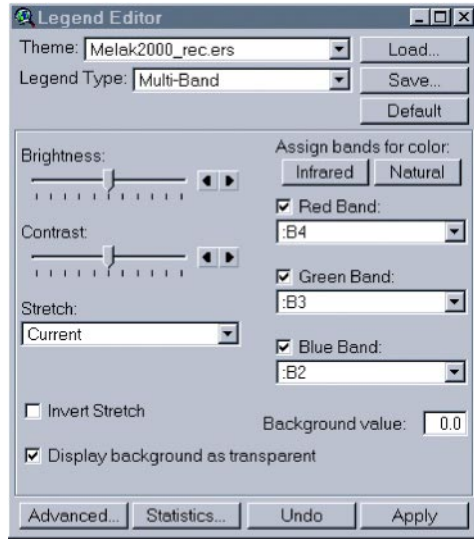 Legend Editor
Theme: Melak2000_rec.ers
Load...
Legend Type: Multi-Band
Save...
Default
Brightness:
Contrast:
Stretch:
Current
Invert Stretch
Display background as transparent
Assign bands for color:
Infrared Natural
Red Band:
:B4
Green Band:
:B3
Blue Band:
:B2
Background value: 0.0
Advanced... Statistics... Undo Apply